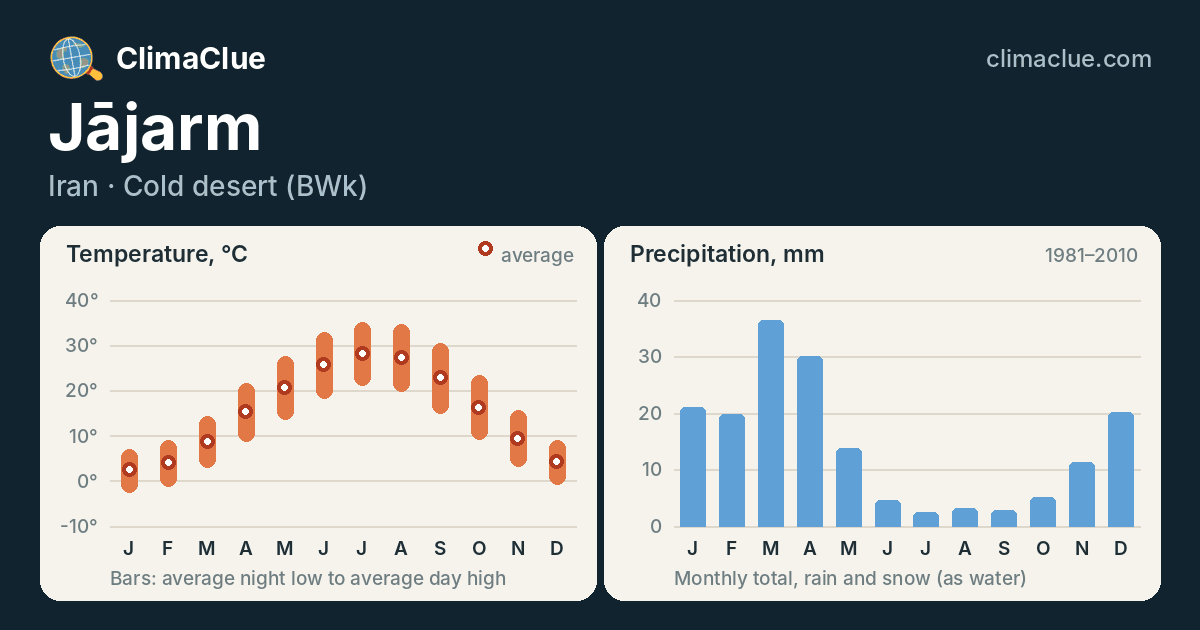 ClimaClue
climaclue.com
Jājarm
Iran · Cold desert (BWk)
Temperature, °C
average
40°
30°
20°
10°
0°
-10°
J F M A M J J A S O N D
Bars: average night low to average day high
Precipitation, mm
1981–2010
40
30
20
10
0
J F M A M J J A S O N D
Monthly total, rain and snow (as water)